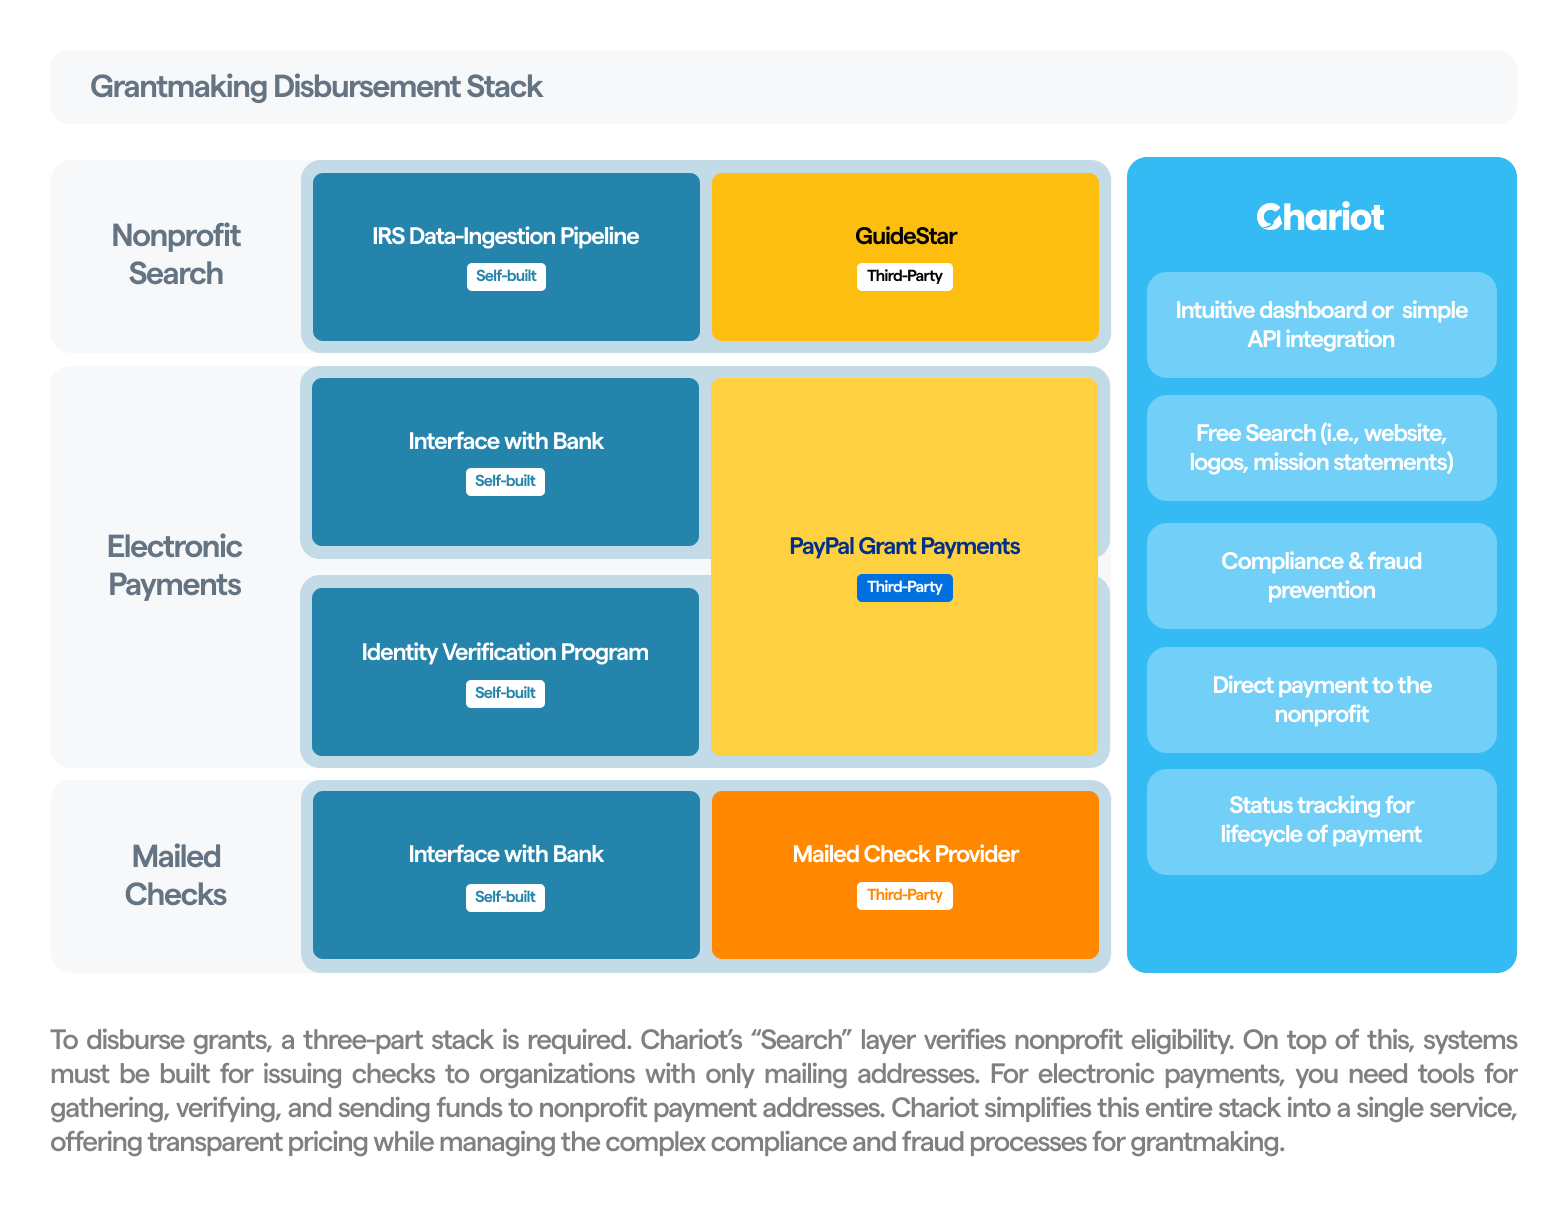 Grantmaking Disbursement Stack
Nonprofit
Search
IRS Data-Ingestion Pipeline
Self-built
GuideStar
Third-Party
Electronic
Payments
Interface with Bank
Self-built
Identity Verification Program
Self-built
PayPal Grant Payments
Third-Party
Mailed
Checks
Interface with Bank
Self-built
Mailed Check Provider
Third-Party
Chariot
Intuitive dashboard or simple
API integration
Free Search (i.e., website,
logos, mission statements)
Compliance & fraud
prevention
Direct payment to the
nonprofit
Status tracking for
lifecycle of payment
To disburse grants, a three-part stack is required. Chariot’s “Search” layer verifies nonprofit eligibility. On top of this, systems
must be built for issuing checks to organizations with only mailing addresses. For electronic payments, you need tools for
gathering, verifying, and sending funds to nonprofit payment addresses. Chariot simplifies this entire stack into a single service,
offering transparent pricing while managing the complex compliance and fraud processes for grantmaking.